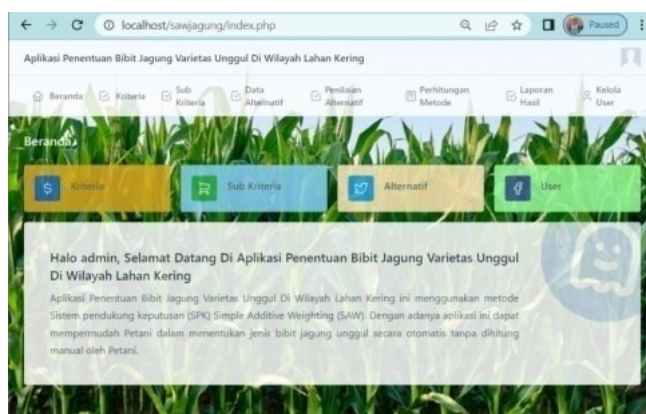 localhost/sawjagung/index.php
Paused
Aplikasi Penentuan Bibit Jagung Varietas Unggul Di Wilayah Lahan Kering
Beranda
Kriteria
Sub
Kriteria
Data
Alternatif
Penilaian
Alternatif
Perhitungan
Metode
Laporan
Hasil
Kelola
User
Beranda
Kriteria
Sub Kriteria
Alternatif
User
Halo admin, Selamat Datang Di Aplikasi Penentuan Bibit Jagung Varietas Unggul
Di Wilayah Lahan Kering
Aplikasi Penentuan Bibit Jagung Varietas Unggul Di Wilayah Lahan Kering ini menggunakan metode
Sistem pendukung keputusan (SPK) Simple Additive Weighting (SAW). Dengan adanya aplikasi ini dapat
mempermudah Petani dalam menentukan jenis bibit jagung unggul secara otomatis tanpa dihitung
manual oleh Petani.